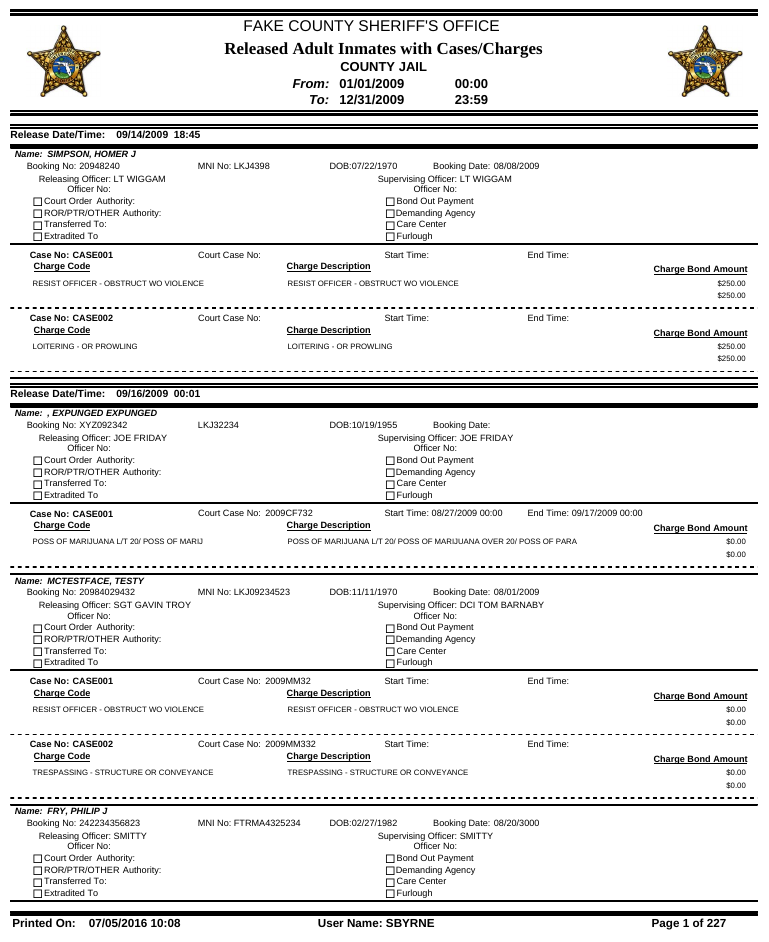 FAKE COUNTY SHERIFF'S OFFICE
Released Adult Inmates with Cases/Charges
COUNTY JAIL
From: 01/01/2009 00:00
To: 12/31/2009 23:59
Release Date/Time: 09/14/2009 18:45
Name: SIMPSON, HOMER J
Booking No: 20948240 MNI No: LKJ4398 DOB:07/22/1970 Booking Date: 08/08/2009
Releasing Officer: LT WIGGAM Supervising Officer: LT WIGGAM
Officer No: Officer No:
Court Order Authority: Bond Out Payment
ROR/PTR/OTHER Authority: Demanding Agency
Transferred To: Care Center
Extradited To Furlough
Case No: CASE001 Court Case No: Start Time: End Time:
Charge Code Charge Description Charge Bond Amount
RESIST OFFICER - OBSTRUCT WO VIOLENCE RESIST OFFICER - OBSTRUCT WO VIOLENCE $250.00
$250.00
Case No: CASE002 Court Case No: Start Time: End Time:
Charge Code Charge Description Charge Bond Amount
LOITERING - OR PROWLING LOITERING - OR PROWLING $250.00
$250.00
Release Date/Time: 09/16/2009 00:01
Name: , EXPUNGED EXPUNGED
Booking No: XYZ092342 LKJ32234 DOB:10/19/1955 Booking Date:
Releasing Officer: JOE FRIDAY Supervising Officer: JOE FRIDAY
Officer No: Officer No:
Court Order Authority: Bond Out Payment
ROR/PTR/OTHER Authority: Demanding Agency
Transferred To: Care Center
Extradited To Furlough
Case No: CASE001 Court Case No: 2009CF732 Start Time: 08/27/2009 00:00 End Time: 09/17/2009 00:00
Charge Code Charge Description Charge Bond Amount
POSS OF MARIJUANA L/T 20/ POSS OF MARIJ POSS OF MARIJUANA L/T 20/ POSS OF MARIJUANA OVER 20/ POSS OF PARA $0.00
$0.00
Name: MCTESTFACE, TESTY
Booking No: 20984029432 MNI No: LKJ09234523 DOB:11/11/1970 Booking Date: 08/01/2009
Releasing Officer: SGT GAVIN TROY Supervising Officer: DCI TOM BARNABY
Officer No: Officer No:
Court Order Authority: Bond Out Payment
ROR/PTR/OTHER Authority: Demanding Agency
Transferred To: Care Center
Extradited To Furlough
Case No: CASE001 Court Case No: 2009MM32 Start Time: End Time:
Charge Code Charge Description Charge Bond Amount
RESIST OFFICER - OBSTRUCT WO VIOLENCE RESIST OFFICER - OBSTRUCT WO VIOLENCE $0.00
$0.00
Case No: CASE002 Court Case No: 2009MM332 Start Time: End Time:
Charge Code Charge Description Charge Bond Amount
TRESPASSING - STRUCTURE OR CONVEYANCE TRESPASSING - STRUCTURE OR CONVEYANCE $0.00
$0.00
Name: FRY, PHILIP J
Booking No: 242234356823 MNI No: FTRMA4325234 DOB:02/27/1982 Booking Date: 08/20/3000
Releasing Officer: SMITTY Supervising Officer: SMITTY
Officer No: Officer No:
Court Order Authority: Bond Out Payment
ROR/PTR/OTHER Authority: Demanding Agency
Transferred To: Care Center
Extradited To Furlough
Printed On: 07/05/2016 10:08 User Name: SBYRNE Page 1 of 227